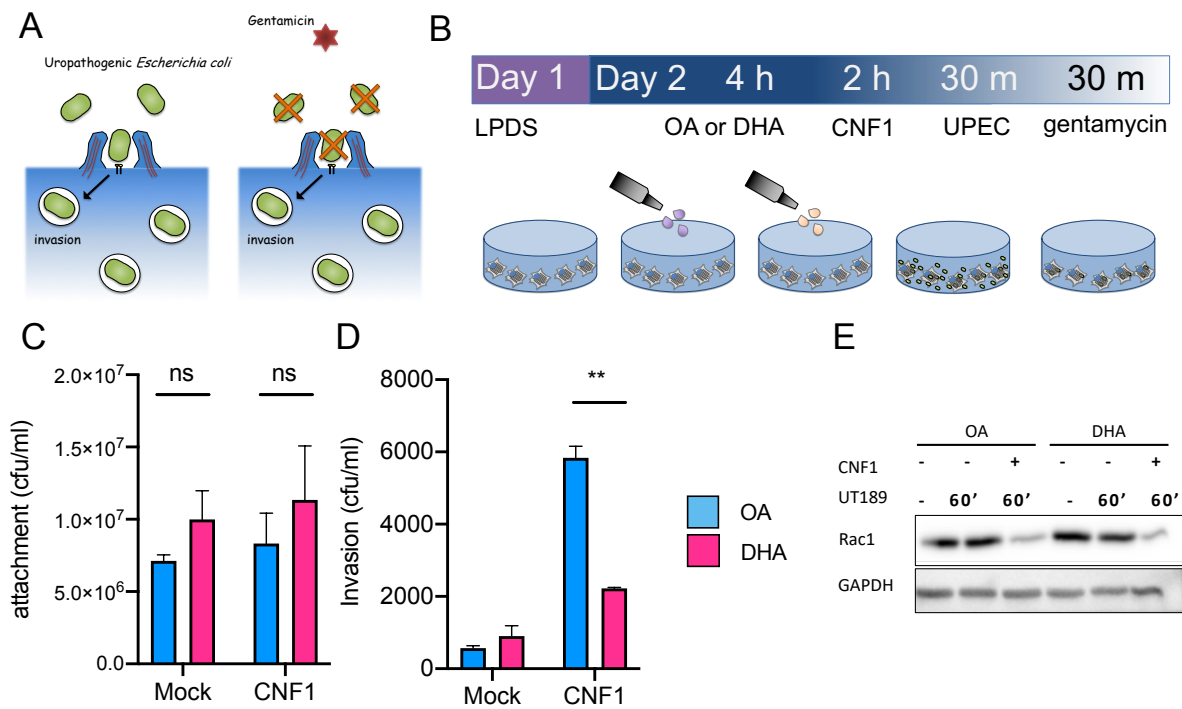 A
Gentamicin
Uropathogenic Escherichia coli
invasion
invasion
B
Day 1 Day 2 4 h 2 h 30 m 30 m
LPDS OA or DHA CNF1 UPEC gentamycin
C
attachment (cfu/ml)
2.0×10⁷
1.5×10⁷
1.0×10⁷
5.0×10⁶
0.0
ns ns
Mock CNF1
D
Invasion (cfu/ml)
8000
6000
4000
2000
0
**
Mock CNF1
OA
DHA
E
OA DHA
CNF1 - - + - - +
UT189 - 60’ 60’ - 60’ 60’
Rac1
GAPDH